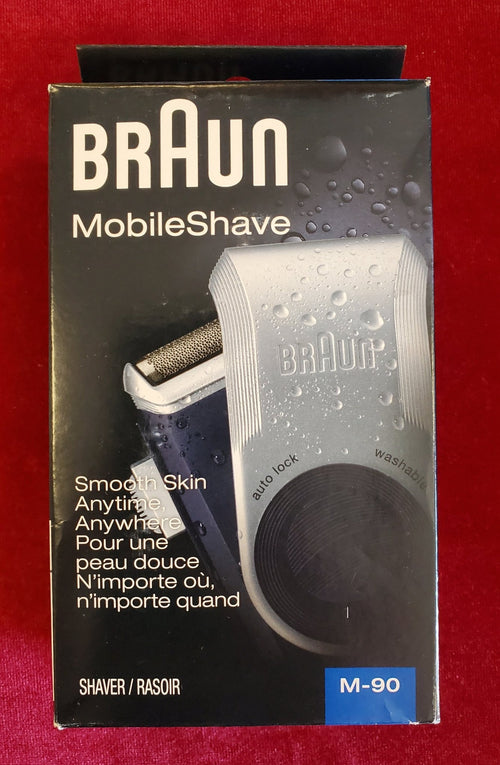 BRAUN
MobileShave
BRAUN
auto lock
washable
Smooth Skin
Anytime,
Anywhere
Pour une
peau douce
N'importe où,
n'importe quand
SHAVER / RASOIR
M-90